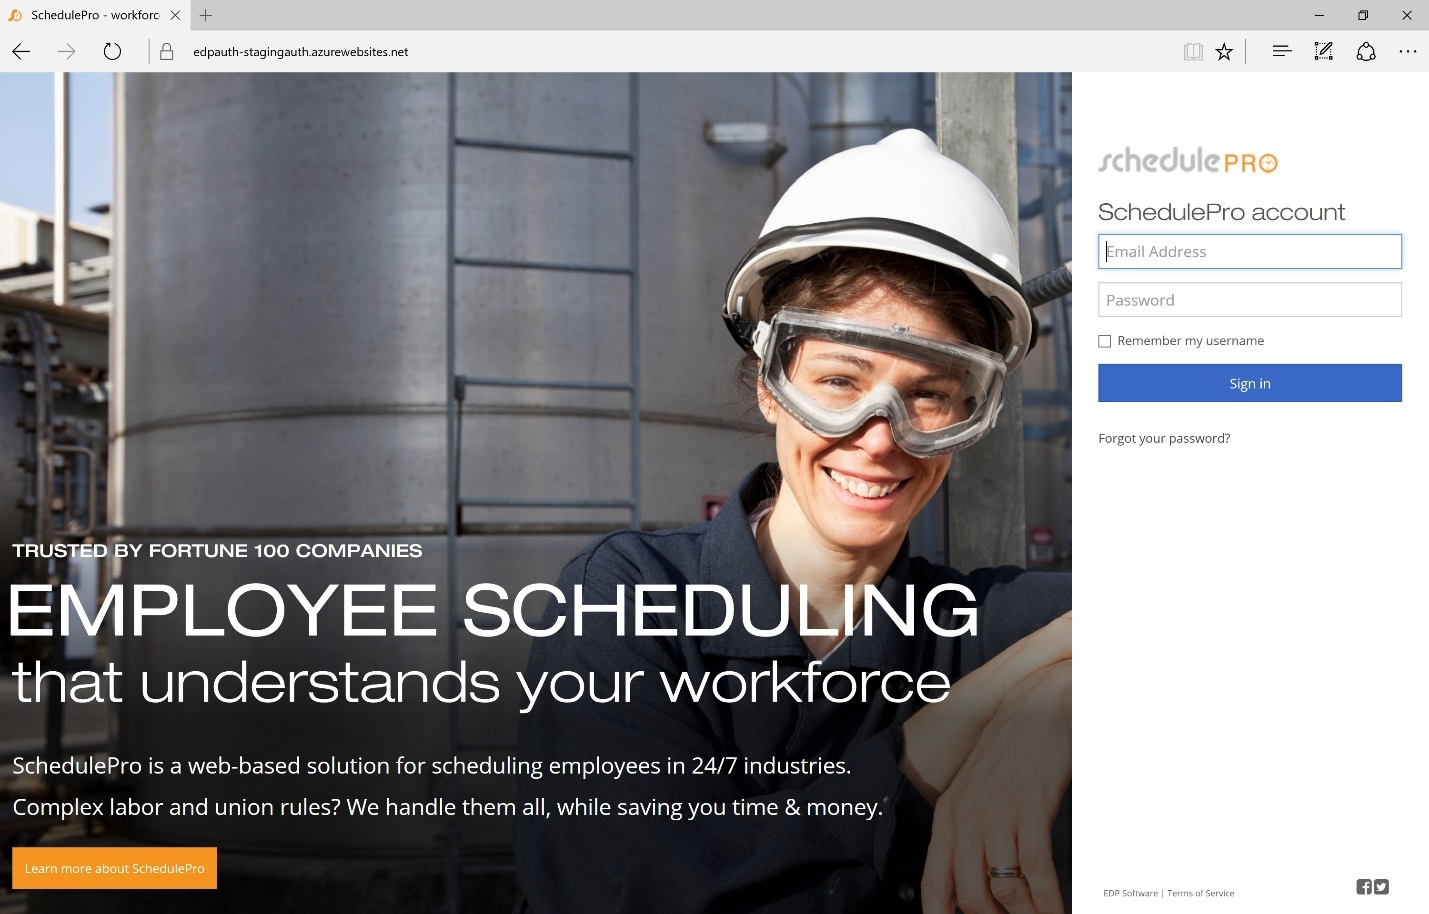 SchedulePro - workforc
edpauth-stagingauth.azurewebsites.net
schedulePRO
SchedulePro account
Email Address
Password
Remember my username
Sign in
Forgot your password?
TRUSTED BY FORTUNE 100 COMPANIES
EMPLOYEE SCHEDULING
that understands your workforce
SchedulePro is a web-based solution for scheduling employees in 24/7 industries.
Complex labor and union rules? We handle them all, while saving you time & money.
Learn more about SchedulePro
EDP Software | Terms of Service